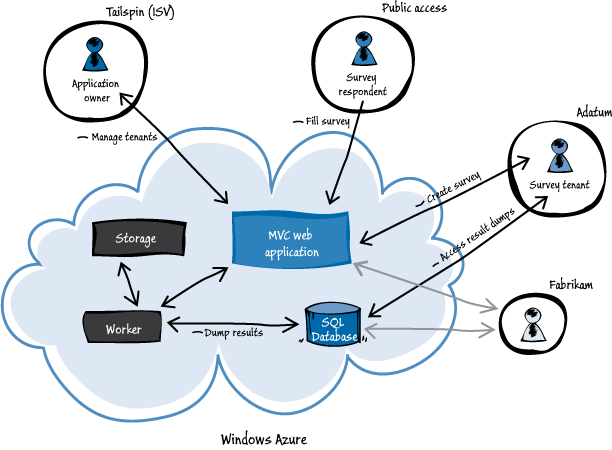 Tailspin (ISV)
Public access
Application
owner
Survey
respondent
Adatum
Manage tenants
Fill survey
Survey tenant
Create survey
Storage
MVC web
application
Access result dumps
Fabrikam
Worker
Dump results
SQL
Database
Windows Azure